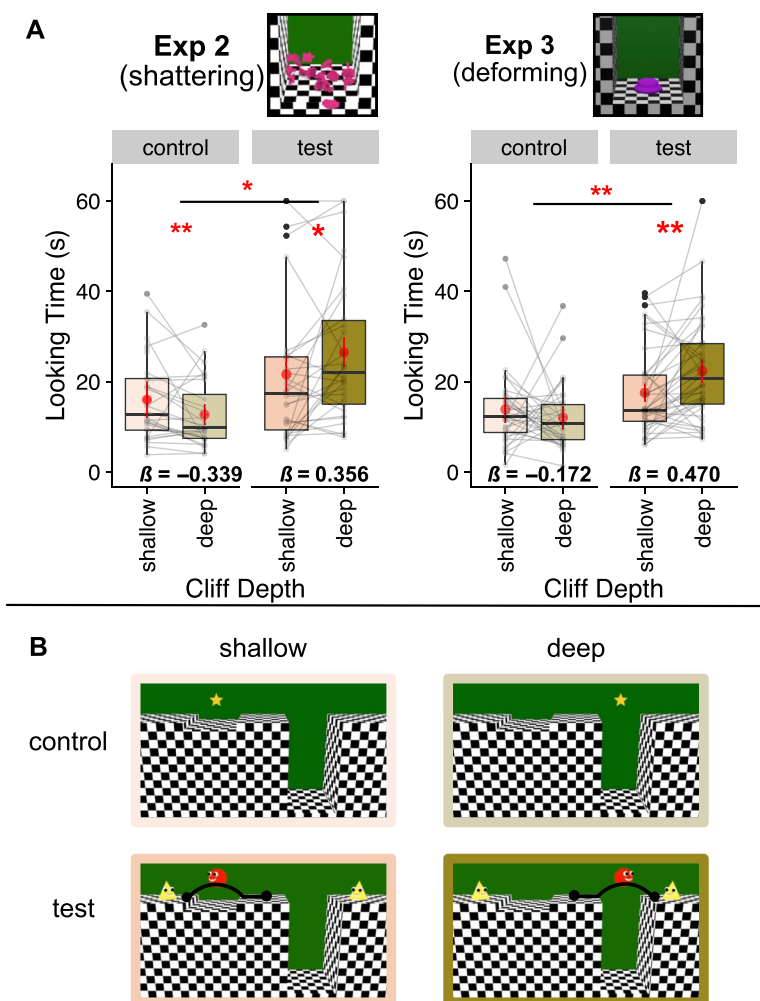 A
Exp 2
(shattering)
Exp 3
(deforming)
control
test
control
test
*
**
*
**
**
60
40
20
0
Looking Time (s)
60
40
20
0
Looking Time (s)
ß = −0.339
ß = 0.356
ß = −0.172
ß = 0.470
shallow
deep
shallow
deep
shallow
deep
shallow
deep
Cliff Depth
Cliff Depth
B
shallow
deep
control
test